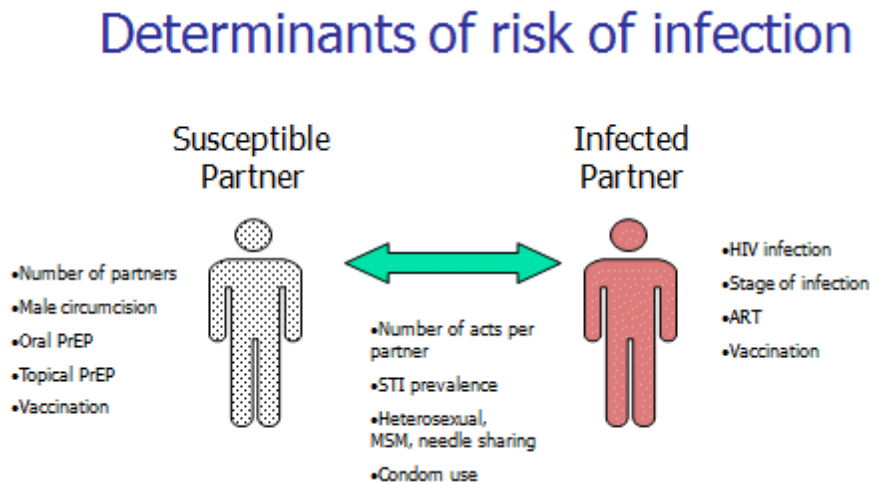 Determinants of risk of infection
Susceptible
Partner
Infected
Partner
•Number of partners
•Male circumcision
•Oral PrEP
•Topical PrEP
•Vaccination
•Number of acts per
partner
•STI prevalence
•Heterosexual,
MSM, needle sharing
•Condom use
•HIV infection
•Stage of infection
•ART
•Vaccination